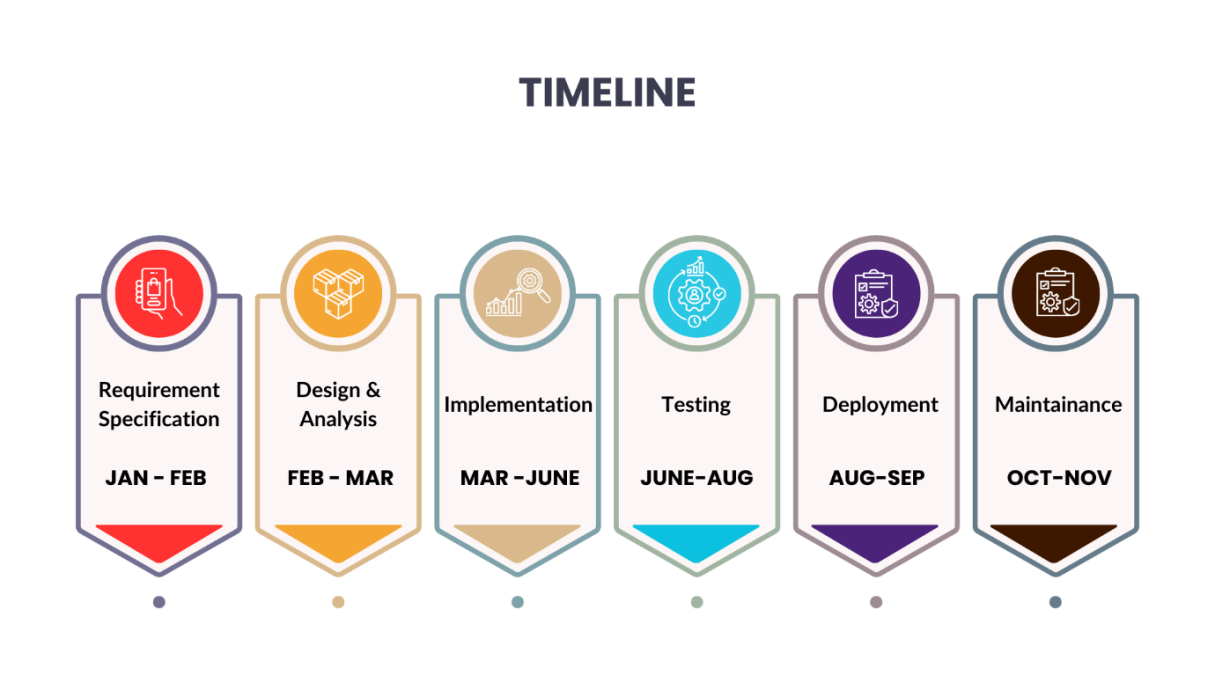 TIMELINE
Requirement
Specification
JAN - FEB
Design &
Analysis
FEB - MAR
Implementation
MAR -JUNE
Testing
JUNE-AUG
Deployment
AUG-SEP
Maintainance
OCT-NOV